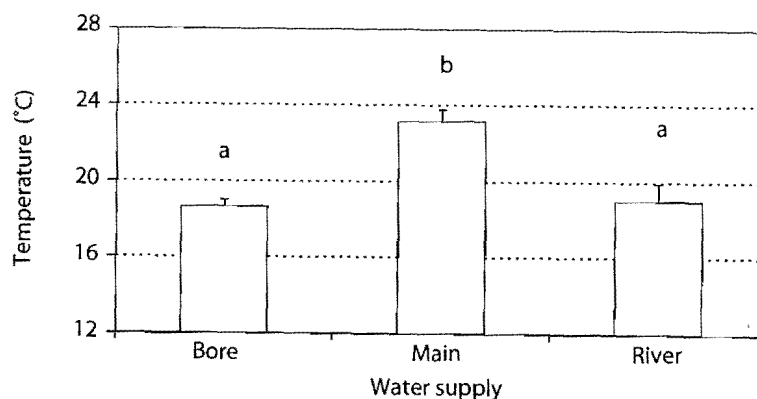 28
b
24
a
a
20
16
12
Temperature (˚C)
Bore Main River
Water supply